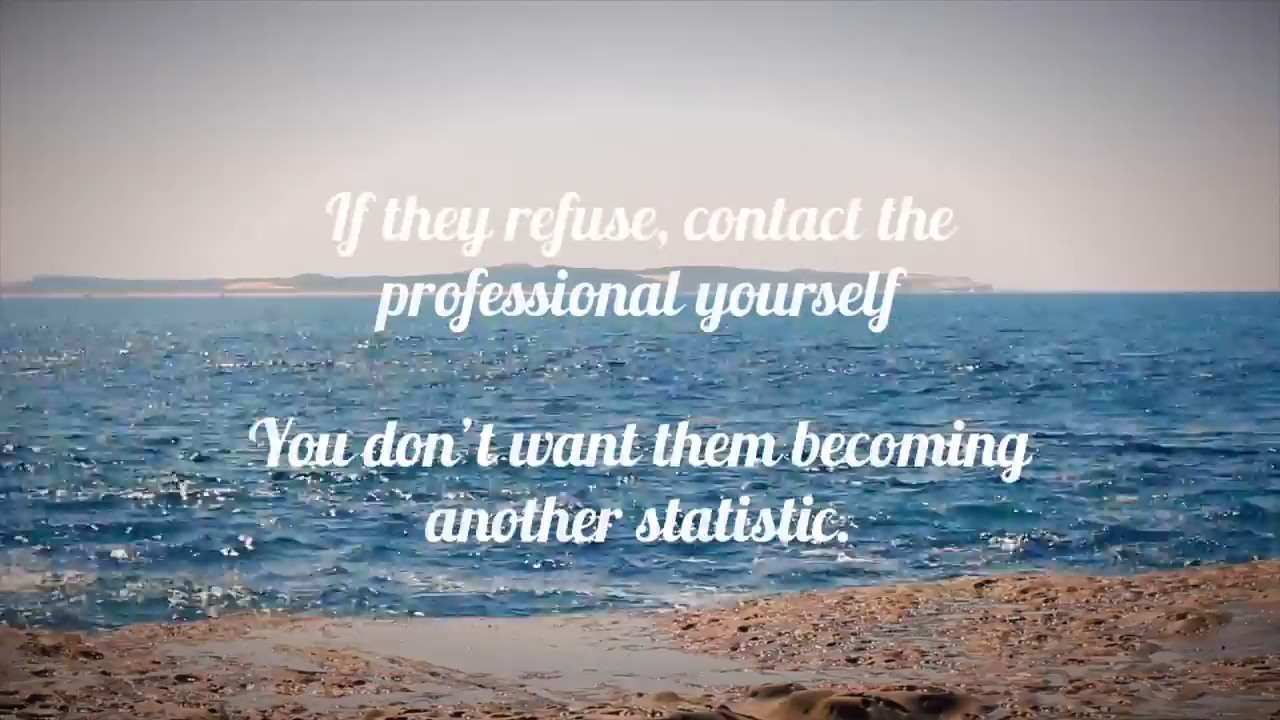 If they refuse, contact the
professional yourself
You don't want them becoming
another statistic.